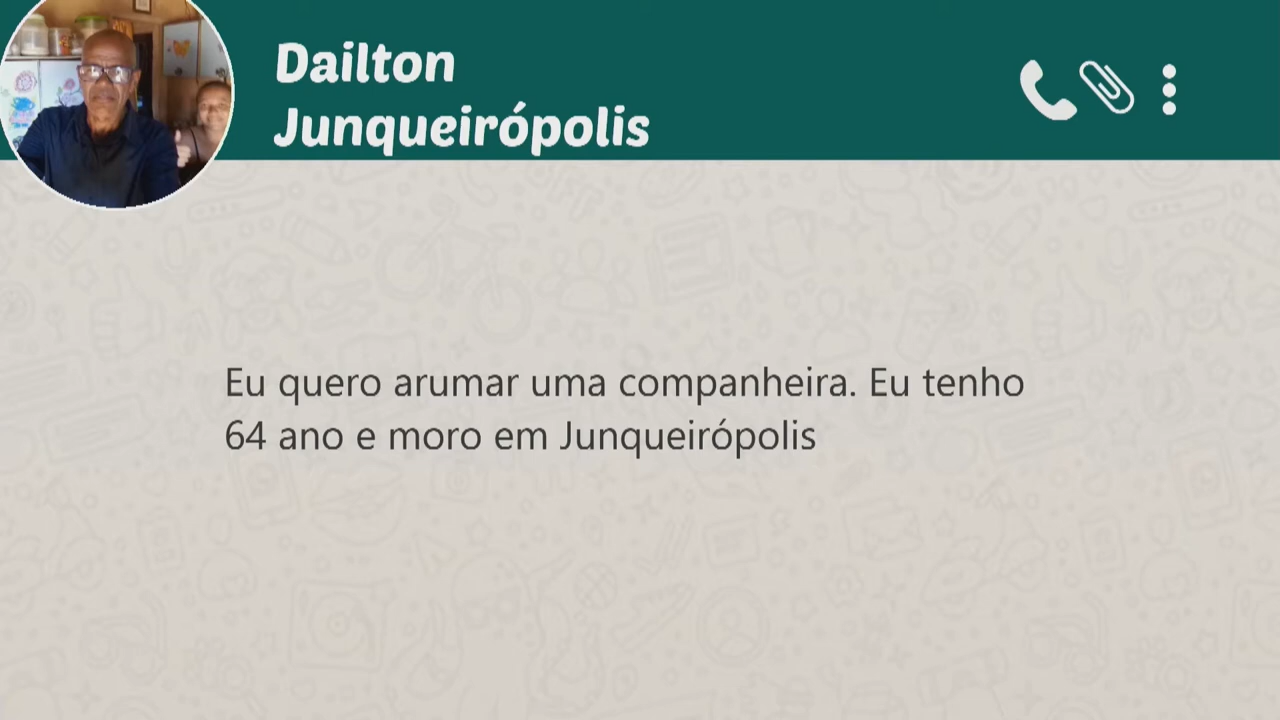 Dailton
Junqueirópolis
Eu quero arumar uma companheira. Eu tenho
64 ano e moro em Junqueirópolis